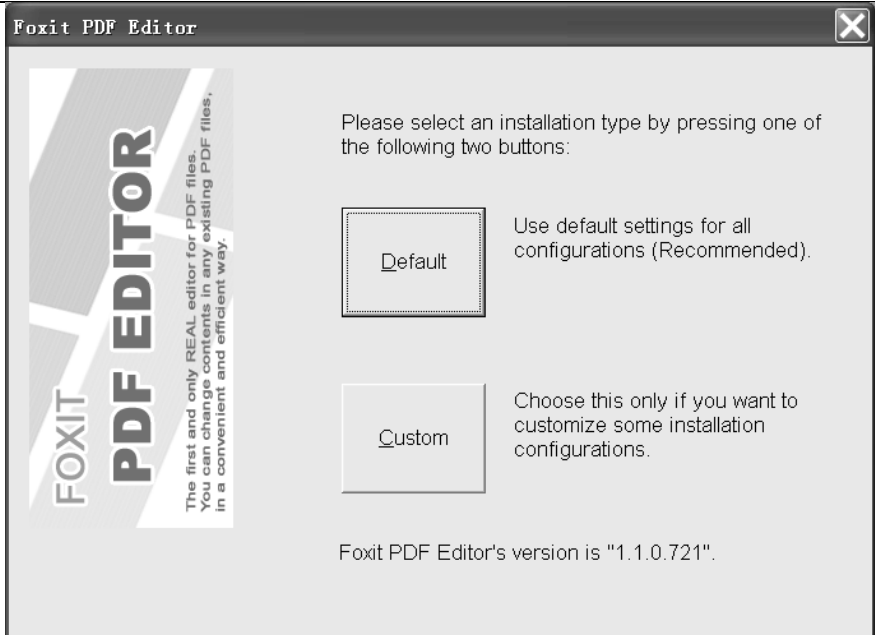 Foxit PDF Editor
FOXIT
PDF EDITOR
The first and only REAL editor for PDF files.
You can change contents in any existing PDF files,
in a convenient and efficient way.
Please select an installation type by pressing one of
the following two buttons:
Default
Use default settings for all
configurations (Recommended).
Custom
Choose this only if you want to
customize some installation
configurations.
Foxit PDF Editor's version is "1.1.0.721".